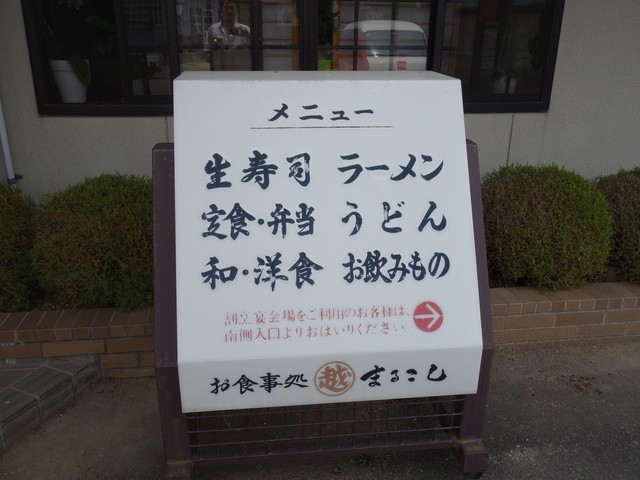 メニュー
生寿司 ラーメン
定食・弁当 うどん
和・洋食 お飲みもの
割烹宴会場をご利用のお客様は、
南側入口よりおはいりください。
お食事処 越 まるこし